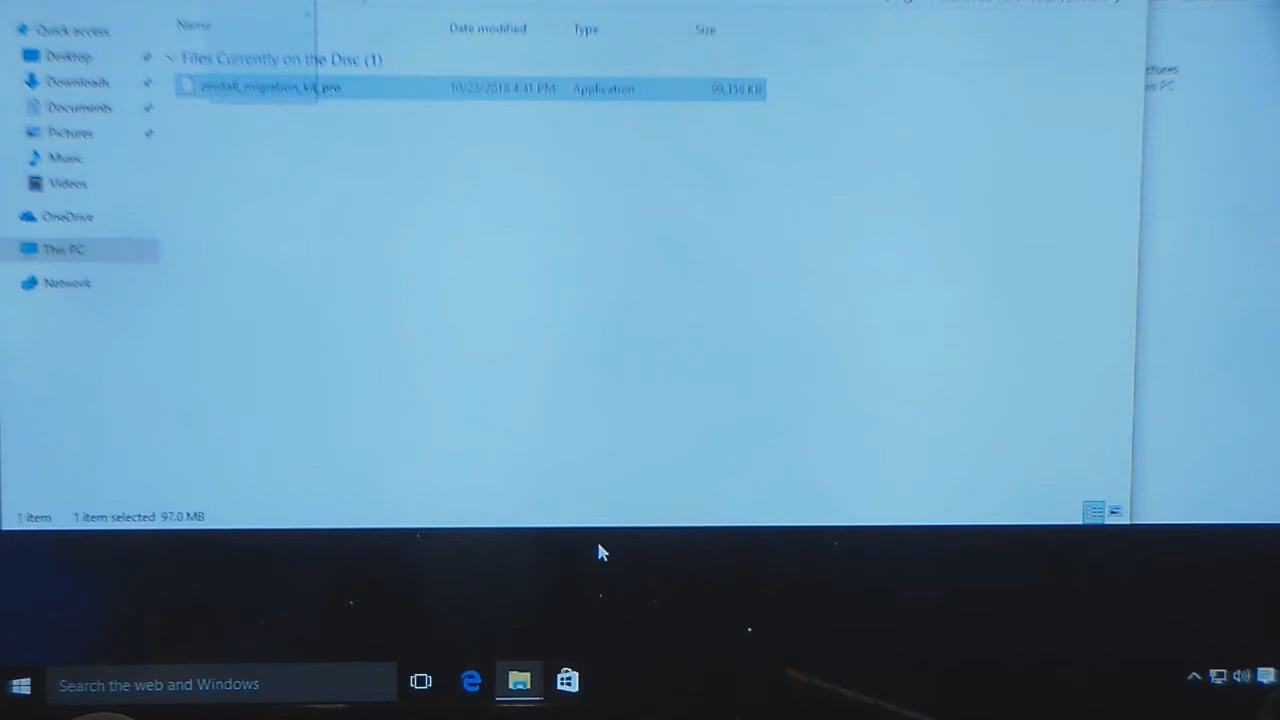 Quick access
Desktop
Downloads
Documents
Pictures
Music
Videos
OneDrive
This PC
Network
Name Date modified Type Size
Files Currently on the Disc (1)
migration_kit_pro 10/23/2018 4:41 PM Application KB
1 item 1 item selected 97.0 MB
PC
Search the web and Windows